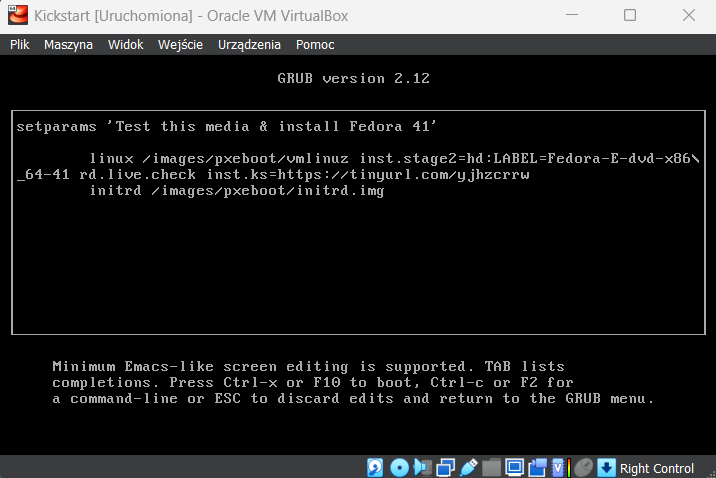 Kickstart [Uruchomiona] - Oracle VM VirtualBox
Plik Maszyna Widok Wejście Urządzenia Pomoc
GRUB version 2.12
setparams 'Test this media & install Fedora 41'
linux /images/pxeboot/vmlinuz inst.stage2=hd:LABEL=Fedora-E-dvd-x86\
_64-41 rd.live.check inst.ks=https://tinyurl.com/yjhzcrrw
initrd /images/pxeboot/initrd.img
Minimum Emacs-like screen editing is supported. TAB lists
completions. Press Ctrl-x or F10 to boot, Ctrl-c or F2 for
a command-line or ESC to discard edits and return to the GRUB menu.
Right Control